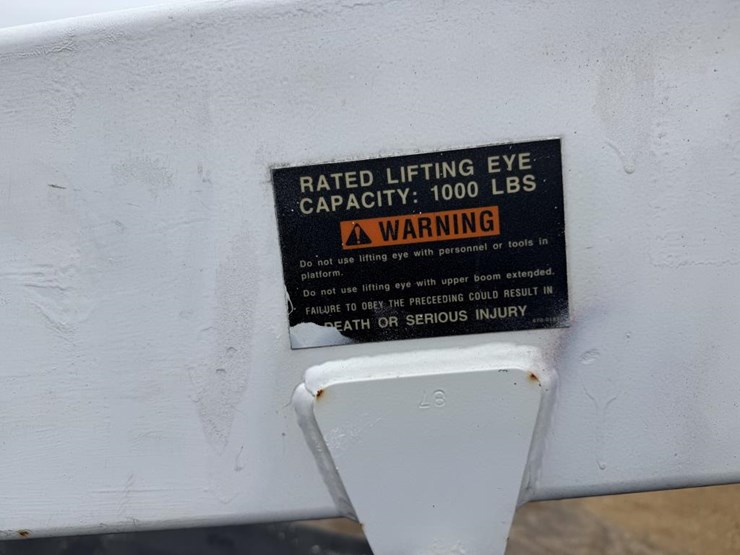 RATED LIFTING EYE
CAPACITY: 1000 LBS
WARNING
Do not use lifting eye with personnel or tools in
platform.
Do not use lifting eye with upper boom extended.
FAILURE TO OBEY THE PRECEEDING COULD RESULT IN
DEATH OR SERIOUS INJURY